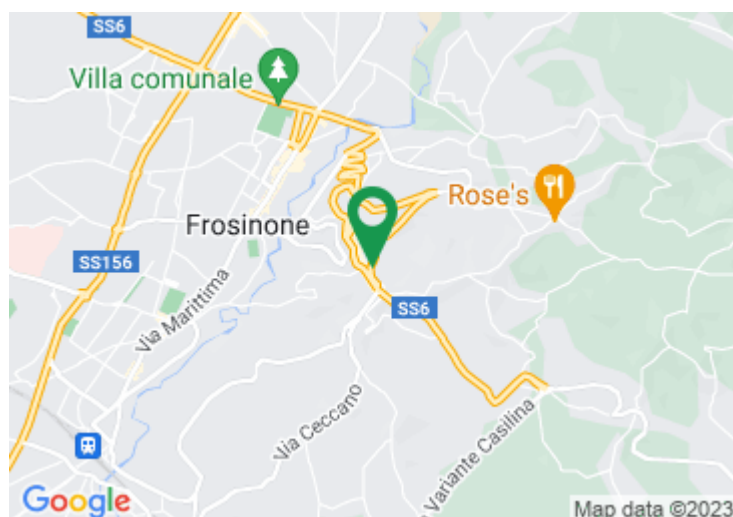 SS6
Villa comunale
Rose's
Frosinone
SS156
Via Marittima
SS6
Via Ceccano
Variante Casilina
Google
Map data ©2023